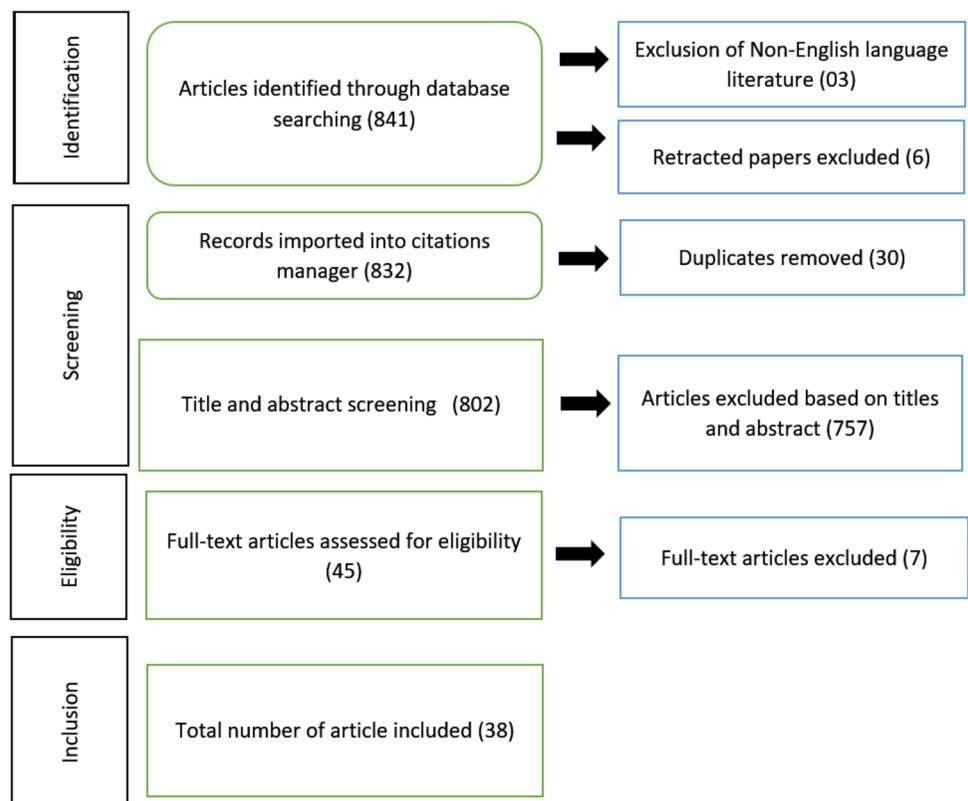 Identification
Articles identified through database
searching (841)
Exclusion of Non-English language
literature (03)
Retracted papers excluded (6)
Screening
Records imported into citations
manager (832)
Duplicates removed (30)
Title and abstract screening (802)
Articles excluded based on titles
and abstract (757)
Eligibility
Full-text articles assessed for eligibility
(45)
Full-text articles excluded (7)
Inclusion
Total number of article included (38)